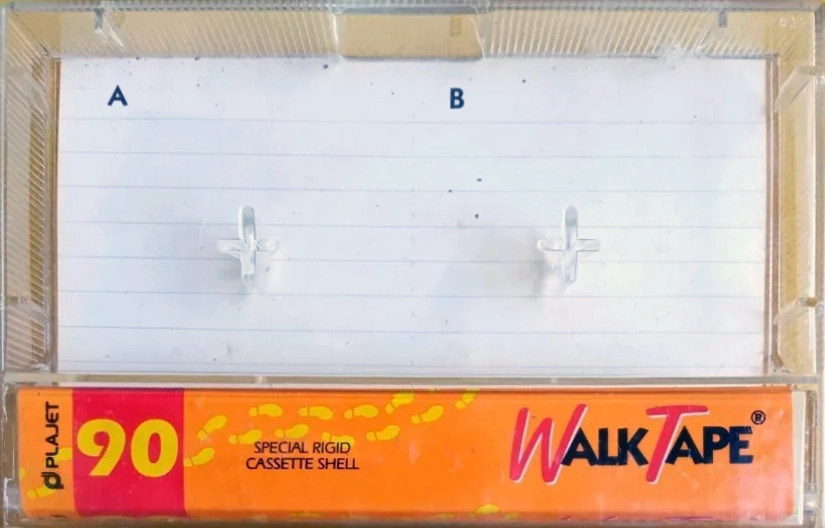 A B
PLAJET
90
SPECIAL RIGID
CASSETTE SHELL
WALKTAPE®